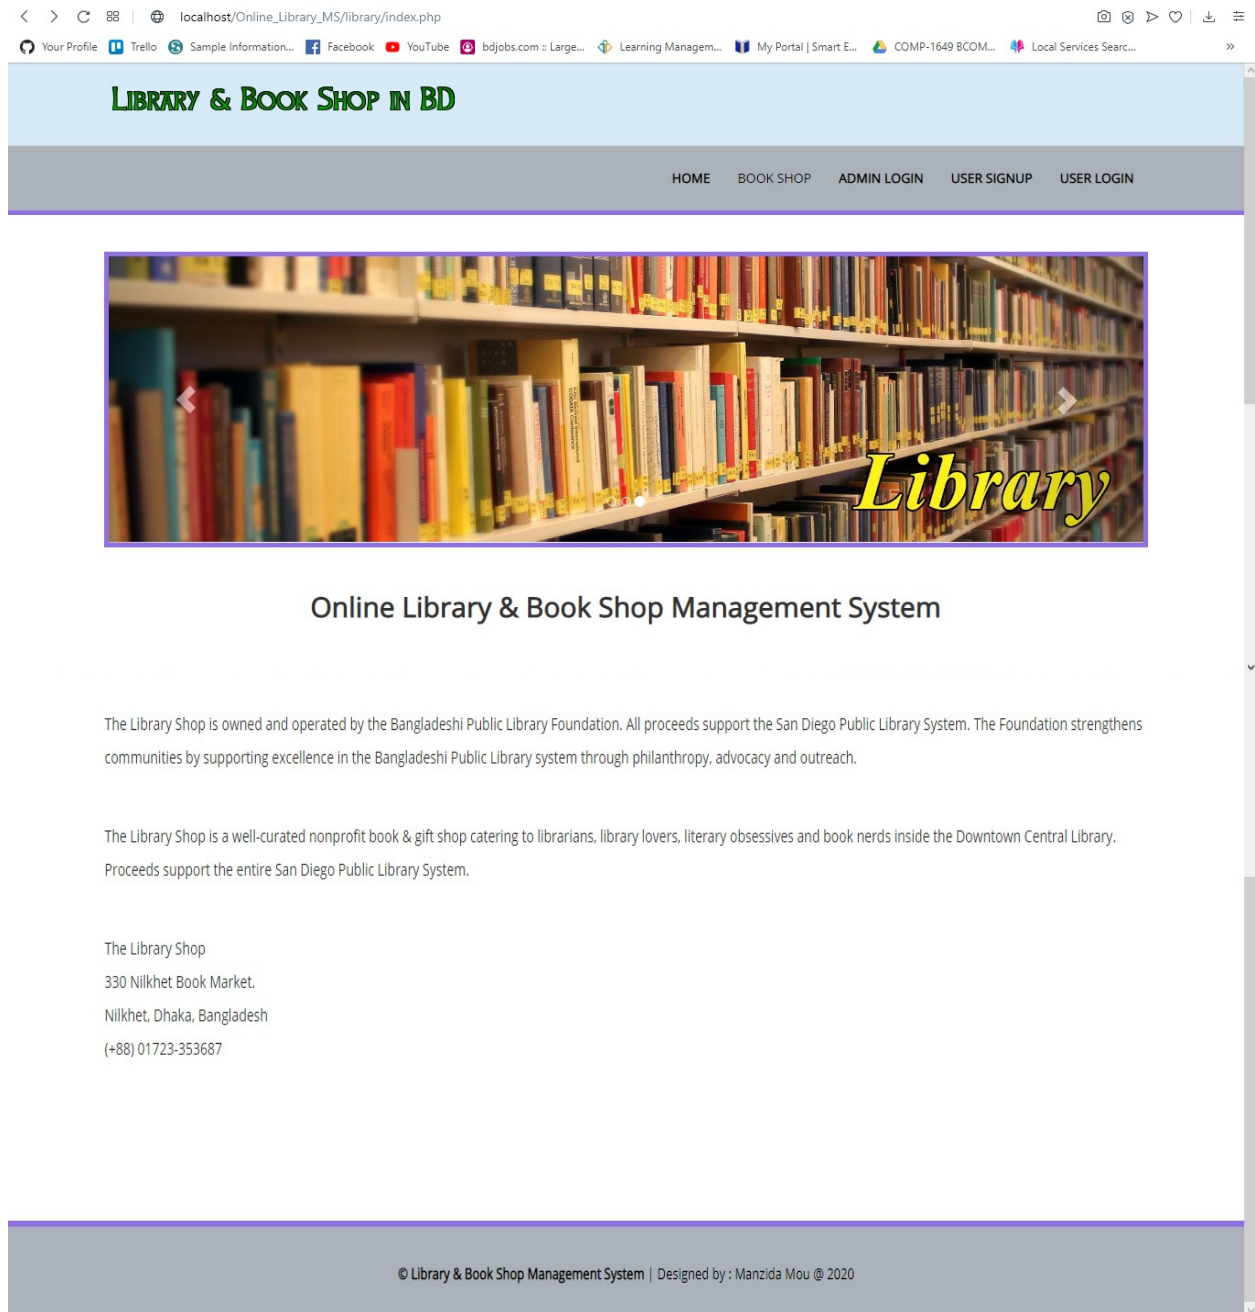 localhost/Online_Library_MS/library/index.php
Your Profile Trello Sample Information... Facebook YouTube bdjobs.com :: Large... Learning Managem... My Portal | Smart E... COMP-1649 BCOM... Local Services Searc... »
Library & Book Shop in BD
HOME BOOK SHOP ADMIN LOGIN USER SIGNUP USER LOGIN
Library
Online Library & Book Shop Management System
The Library Shop is owned and operated by the Bangladeshi Public Library Foundation. All proceeds support the San Diego Public Library System. The Foundation strengthens
communities by supporting excellence in the Bangladeshi Public Library system through philanthropy, advocacy and outreach.
The Library Shop is a well-curated nonprofit book & gift shop catering to librarians, library lovers, literary obsessives and book nerds inside the Downtown Central Library.
Proceeds support the entire San Diego Public Library System.
The Library Shop
330 Nilkhet Book Market.
Nilkhet, Dhaka, Bangladesh
(+88) 01723-353687
© Library & Book Shop Management System | Designed by : Manzida Mou @ 2020